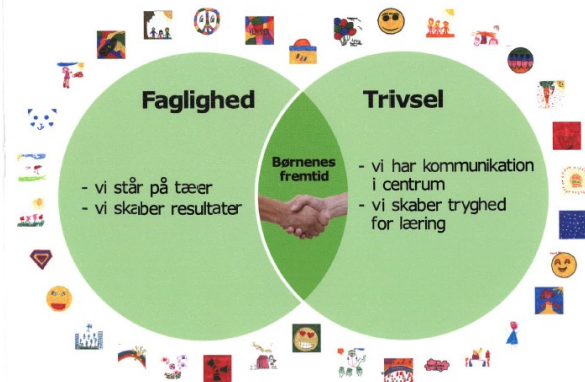 Faglighed
- vi står på tæer
- vi skaber resultater
Børnenes
fremtid
Trivsel
- vi har kommunikation
i centrum
- vi skaber tryghed
for læring